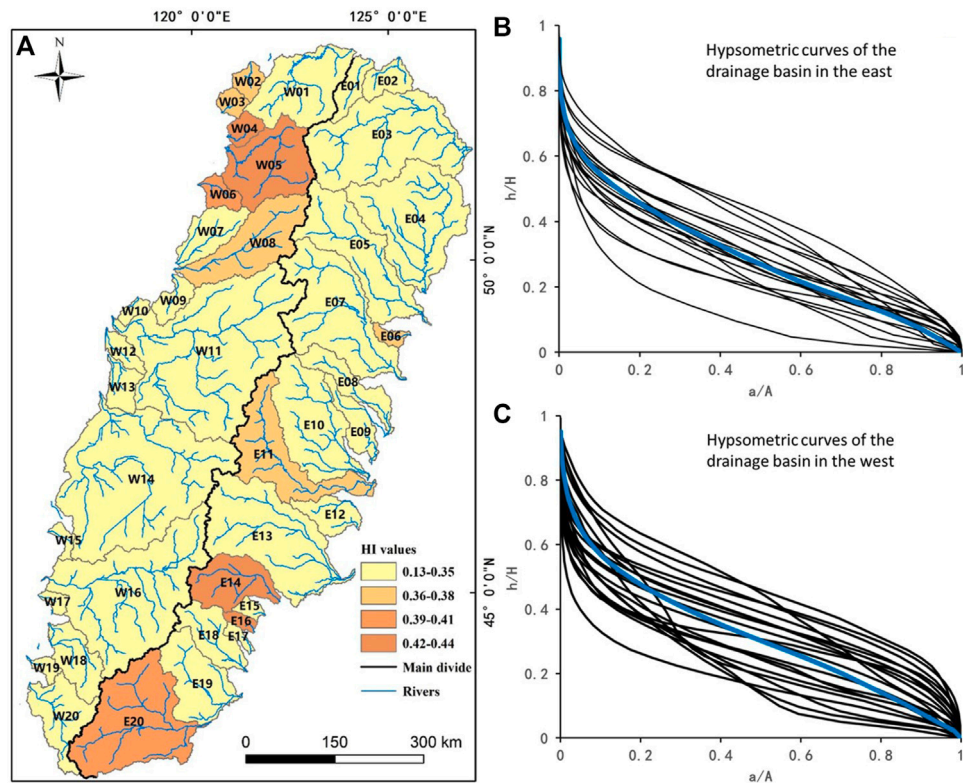 120° 0'0"E
125° 0'0"E
A
N
W02
W03
W01
E01
E02
W04
E03
W05
W06
E04
W07
W08
E05
W09
W10
E07
E06
W12
W11
W13
E08
E10
E09
E11
W14
E12
E13
W15
E14
W16
E15
E16
E17
E18
W17
W18
W19
E19
W20
E20
50° 0'0"N
45° 0'0"N
HI values
0.13-0.35
0.36-0.38
0.39-0.41
0.42-0.44
Main divide
Rivers
0 150 300 km
B
Hypsometric curves of the
drainage basin in the east
h/H
1
0.8
0.6
0.4
0.2
0
0 0.2 0.4 0.6 0.8 1
a/A
C
Hypsometric curves of the
drainage basin in the west
h/H
1
0.8
0.6
0.4
0.2
0
0 0.2 0.4 0.6 0.8 1
a/A